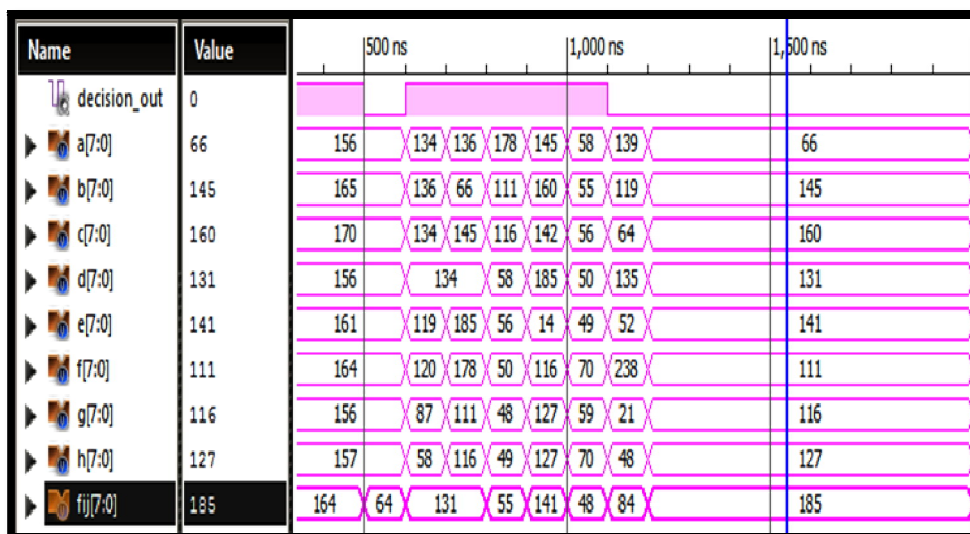 Name Value 500 ns 1,000 ns 1,500 ns
decision_out 0
a[7:0] 66 156 134 136 178 145 58 139 66
b[7:0] 145 165 136 66 111 160 55 119 145
c[7:0] 160 170 134 145 116 142 56 64 160
d[7:0] 131 156 134 58 185 50 135 131
e[7:0] 141 161 119 185 56 14 49 52 141
f[7:0] 111 164 120 178 50 116 70 238 111
g[7:0] 116 156 87 111 48 127 59 21 116
h[7:0] 127 157 58 116 49 127 70 48 127
fij[7:0] 185 164 64 131 55 141 48 84 185